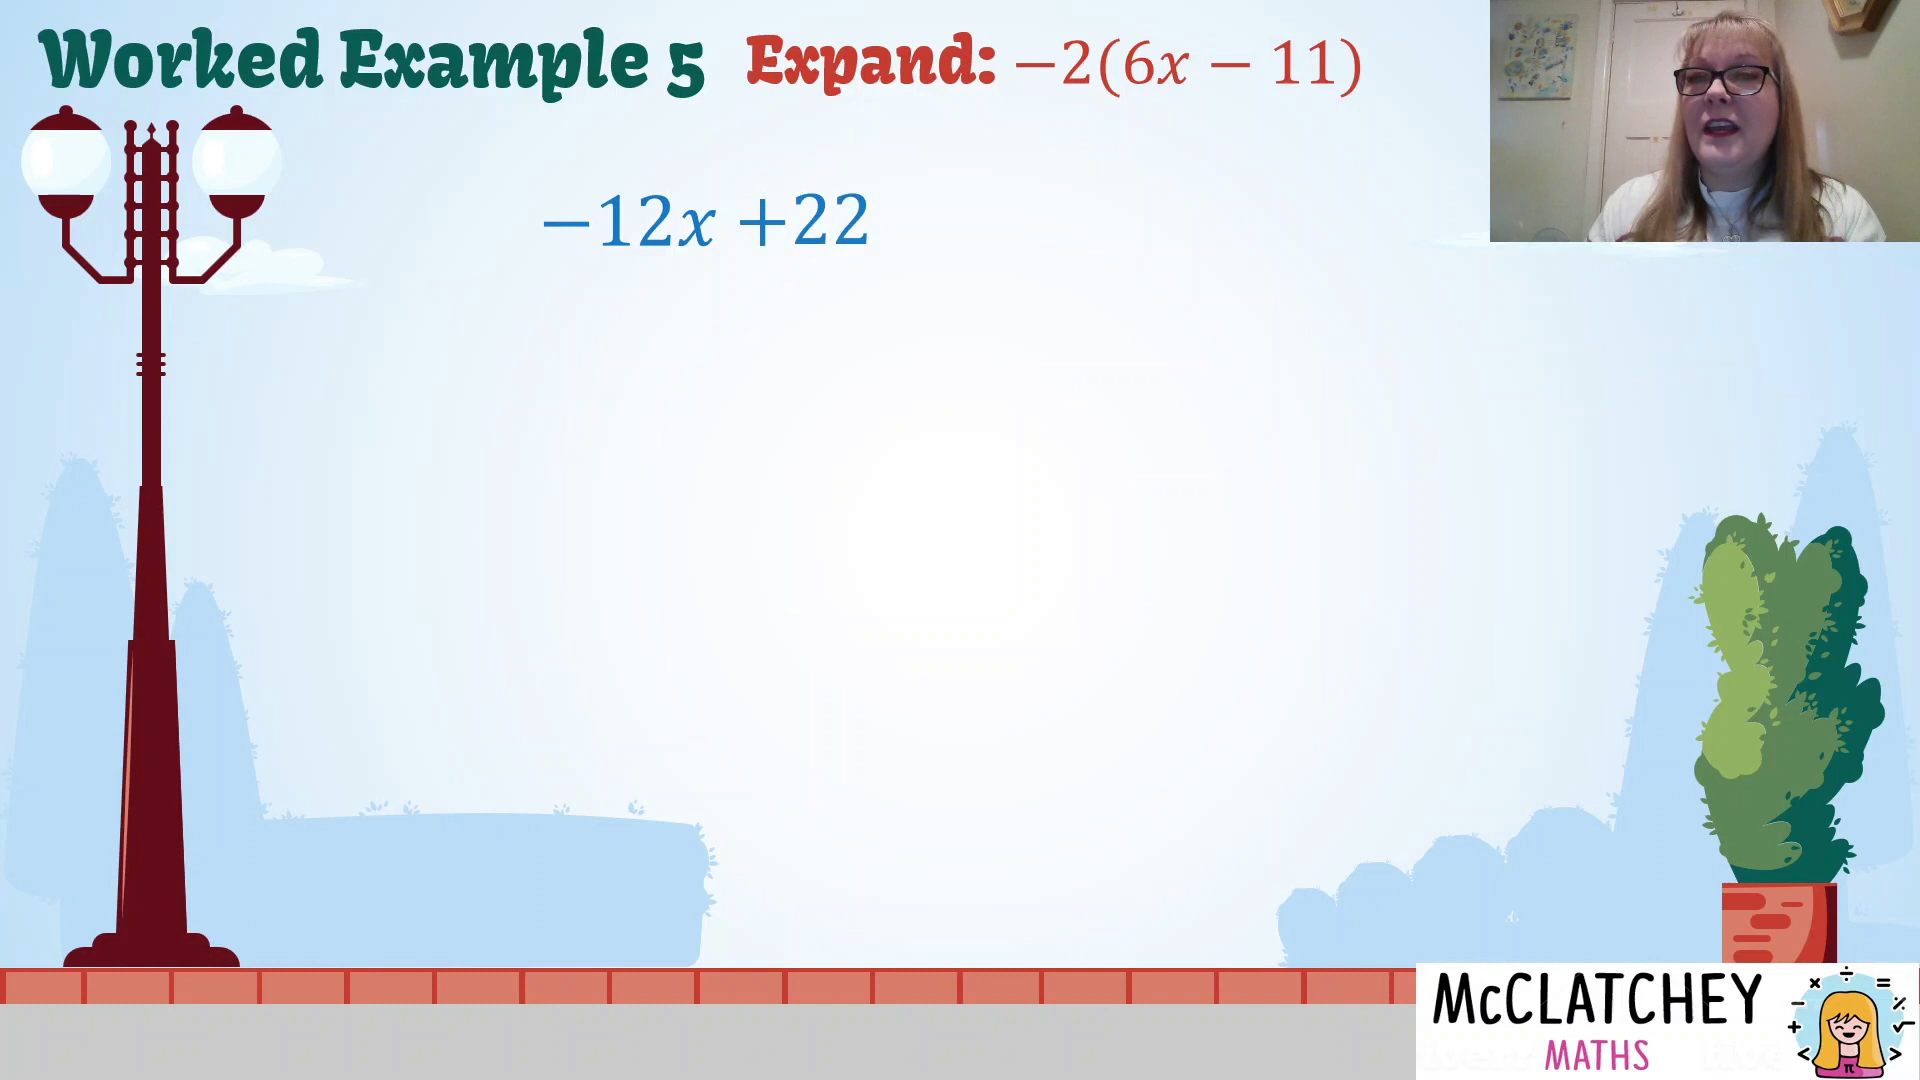 Worked Example 5 Expand: −2(6x − 11)
−12x +22
McCLATCHEY
MATHS